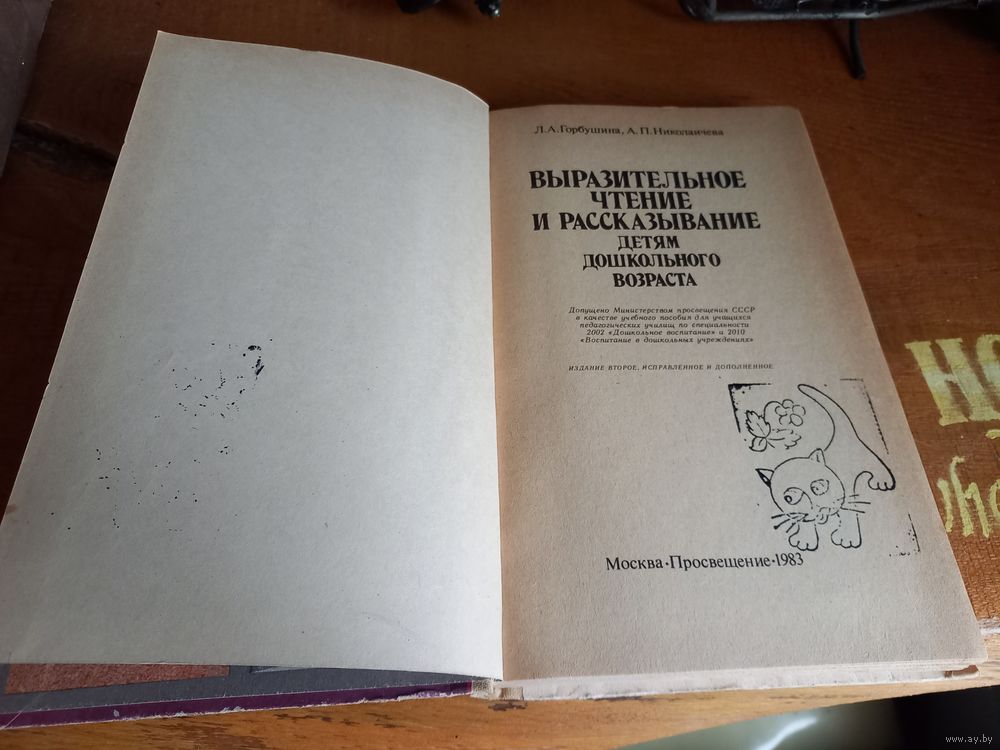 Л.А.Горбушина, А.П.Николаичева
ВЫРАЗИТЕЛЬНОЕ
ЧТЕНИЕ
И РАССКАЗЫВАНИЕ
ДЕТЯМ
ДОШКОЛЬНОГО
ВОЗРАСТА
Допущено Министерством просвещения СССР
в качестве учебного пособия для учащихся
педагогических училищ по специальности
2002 «Дошкольное воспитание» и 2010
«Воспитание в дошкольных учреждениях»
ИЗДАНИЕ ВТОРОЕ, ИСПРАВЛЕННОЕ И ДОПОЛНЕННОЕ
Москва·Просвещение·1983
www.ay.by